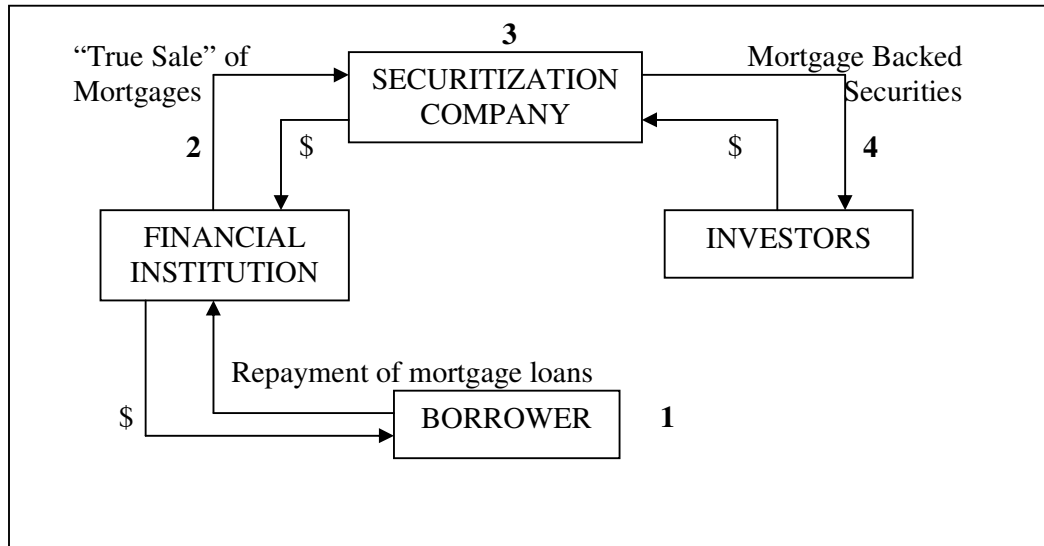 3
“True Sale” of
Mortgages
SECURITIZATION
COMPANY
Mortgage Backed
Securities
2
$
$
4
FINANCIAL
INSTITUTION
INVESTORS
Repayment of mortgage loans
$
BORROWER
1